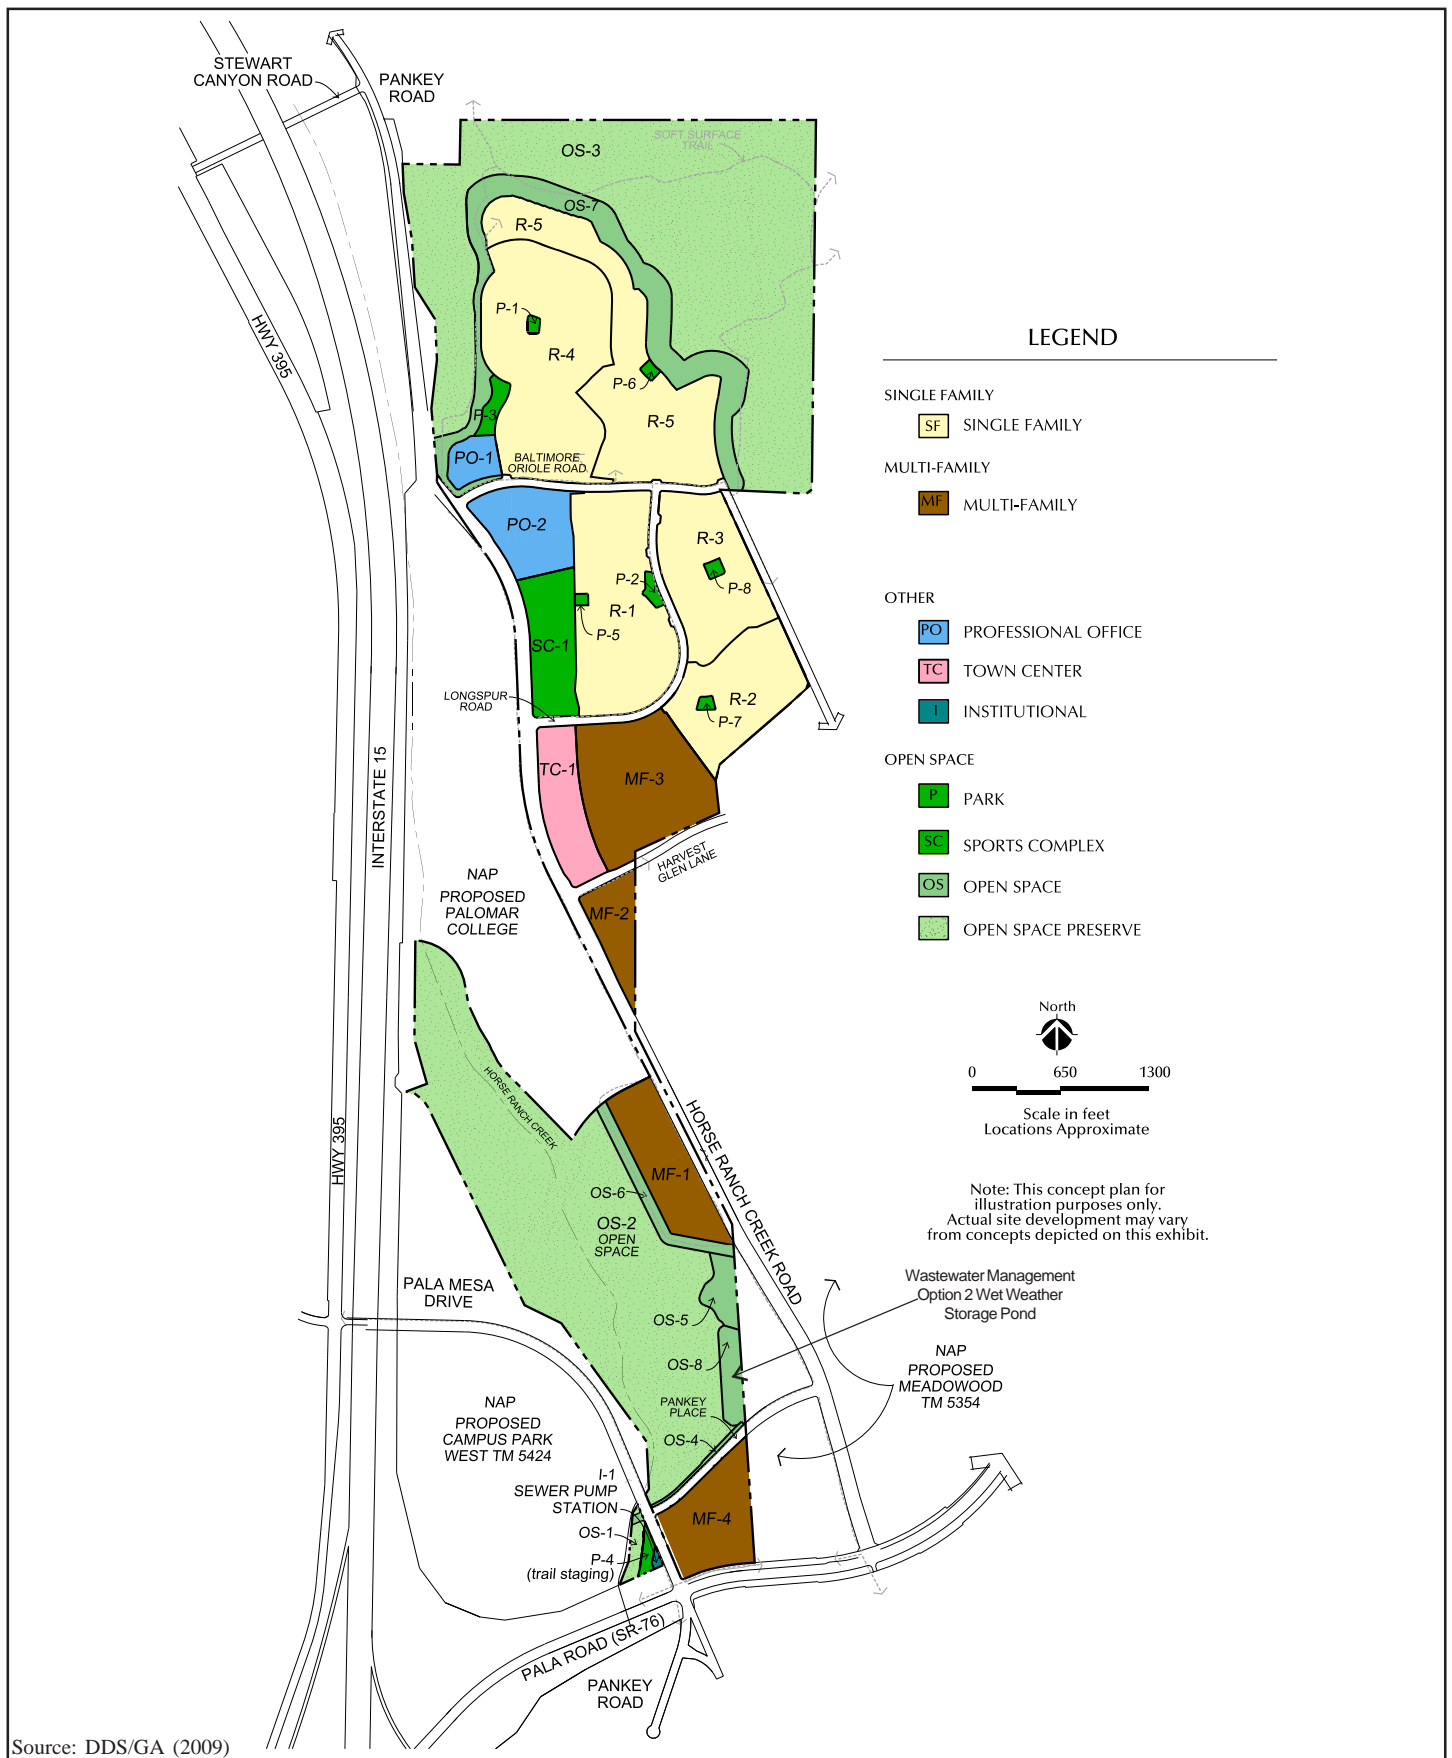 STEWART
CANYON ROAD
PANKEY
ROAD
SOFT SURFACE
TRAIL
OS-3
OS-7
R-5
HWY 395
P-1
R-4
P-6
R-5
P-3
PO-1
BALTIMORE
ORIOLE ROAD
PO-2
R-3
P-2
P-8
R-1
P-5
SC-1
LONGSPUR
ROAD
R-2
P-7
TC-1
MF-3
INTERSTATE 15
HARVEST
GLEN LANE
NAP
PROPOSED
PALOMAR
COLLEGE
MF-2
HORSE RANCH CREEK
HORSE RANCH CREEK ROAD
HWY 395
MF-1
OS-6
OS-2
OPEN
SPACE
PALA MESA
DRIVE
OS-5
OS-8
PANKEY
PLACE
OS-4
NAP
PROPOSED
CAMPUS PARK
WEST TM 5424
I-1
SEWER PUMP
STATION
OS-1
P-4
(trail staging)
MF-4
PALA ROAD (SR-76)
PANKEY
ROAD
LEGEND
SINGLE FAMILY
SF SINGLE FAMILY
MULTI-FAMILY
MF MULTI-FAMILY
OTHER
PO PROFESSIONAL OFFICE
TC TOWN CENTER
I INSTITUTIONAL
OPEN SPACE
P PARK
SC SPORTS COMPLEX
OS OPEN SPACE
OPEN SPACE PRESERVE
North
0 650 1300
Scale in feet
Locations Approximate
Note: This concept plan for
illustration purposes only.
Actual site development may vary
from concepts depicted on this exhibit.
Wastewater Management
Option 2 Wet Weather
Storage Pond
NAP
PROPOSED
MEADOWOOD
TM 5354
Source: DDS/GA (2009)